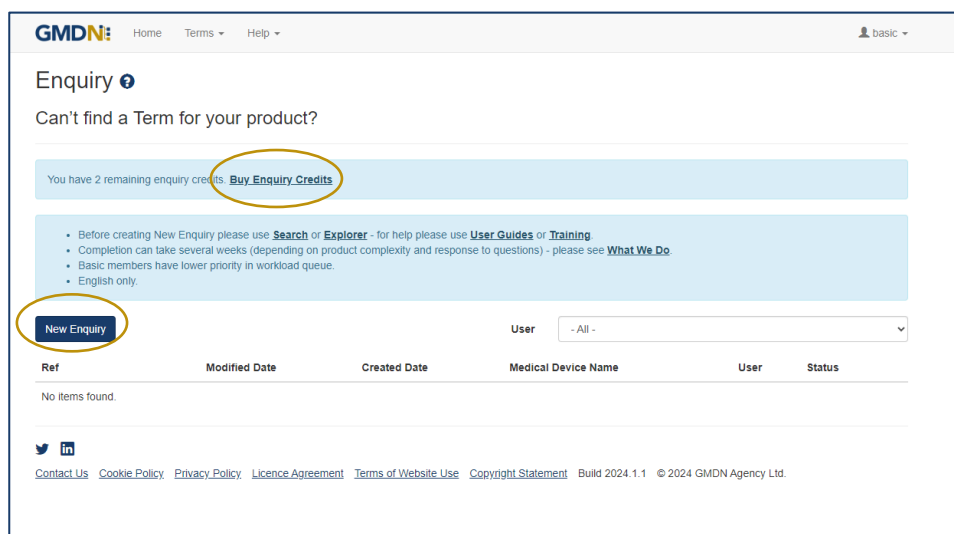 GMDN Home Terms Help basic
Enquiry ?
Can't find a Term for your product?
You have 2 remaining enquiry credits. Buy Enquiry Credits
Before creating New Enquiry please use Search or Explorer - for help please use User Guides or Training.
Completion can take several weeks (depending on product complexity and response to questions) - please see What We Do.
Basic members have lower priority in workload queue.
English only.
New Enquiry User - All -
Ref Modified Date Created Date Medical Device Name User Status
No items found.
in
Contact Us Cookie Policy Privacy Policy Licence Agreement Terms of Website Use Copyright Statement Build 2024.1.1 © 2024 GMDN Agency Ltd.